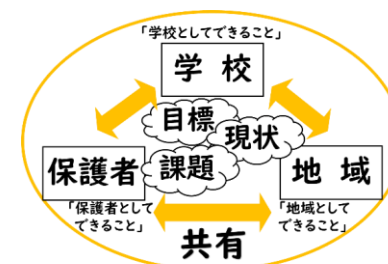 「学校としてできること」
学校
目標
現状
課題
保護者
地域
「保護者として
できること」
「地域として
できること」
共有